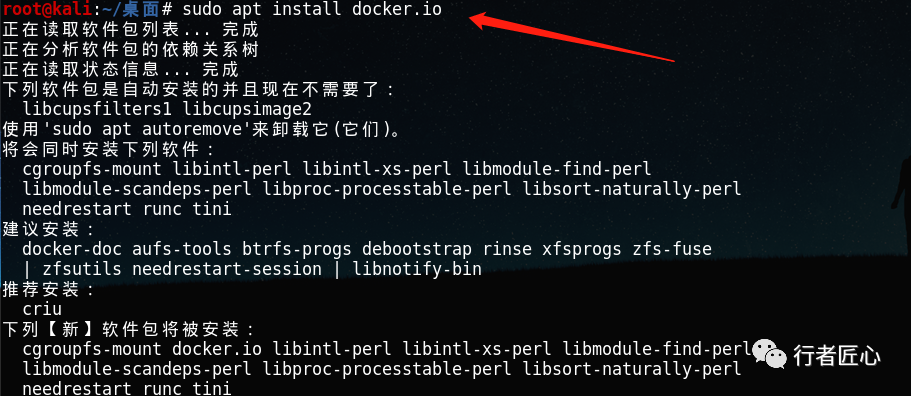 root@kali:~/桌面# sudo apt install docker.io
正在读取软件包列表... 完成
正在分析软件包的依赖关系树
正在读取状态信息... 完成
下列软件包是自动安装的并且现在不需要了：
  libcupsfilters1 libcupsimage2
使用'sudo apt autoremove'来卸载它(它们)。
将会同时安装下列软件：
  cgroupfs-mount libintl-perl libintl-xs-perl libmodule-find-perl
  libmodule-scandeps-perl libproc-processtable-perl libsort-naturally-perl
  needrestart runc tini
建议安装：
  docker-doc aufs-tools btrfs-progs debootstrap rinse xfsprogs zfs-fuse
  | zfsutils needrestart-session | libnotify-bin
推荐安装：
  criu
下列【新】软件包将被安装：
  cgroupfs-mount docker.io libintl-perl libintl-xs-perl libmodule-find-perl
  libmodule-scandeps-perl libproc-processtable-perl libsort-naturally-perl
  needrestart runc tini
行者匠心